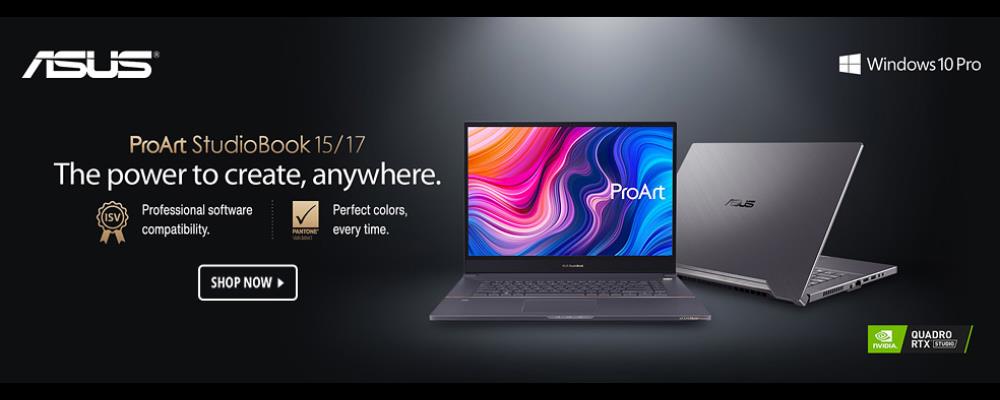 ASUS®
Windows 10 Pro
ProArt StudioBook 15/17
The power to create, anywhere.
ISV
Professional software
compatibility.
PANTONE®
Perfect colors,
every time.
SHOP NOW
ProArt
ASUS
NVIDIA.
QUADRO
RTX STUDIO